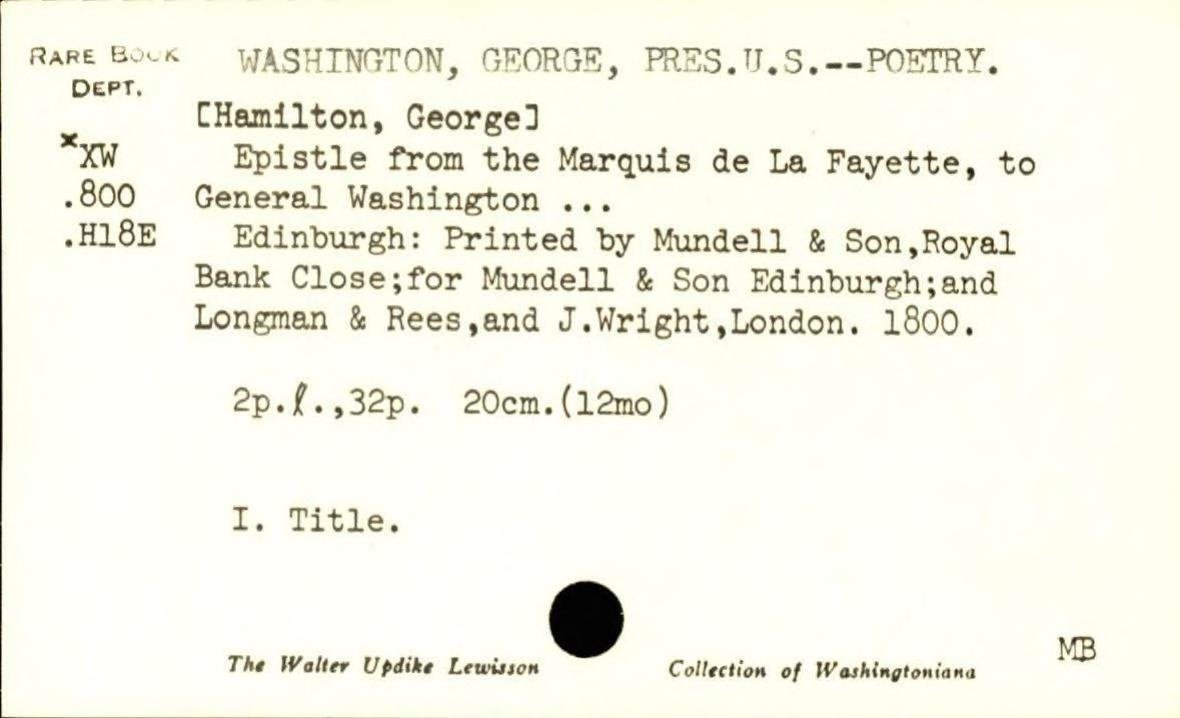 RARE BOOK WASHINGTON, GEORGE, PRES.U.S.--POETRY.
DEPT.
[Hamilton, George]
xXW Epistle from the Marquis de La Fayette, to
.800 General Washington ...
.H18E Edinburgh: Printed by Mundell & Son,Royal
Bank Close;for Mundell & Son Edinburgh;and
Longman & Rees,and J.Wright,London. 1800.
2p.ℓ.,32p. 20cm.(12mo)
I. Title.
The Walter Updike Lewisson Collection of Washingtoniana MB